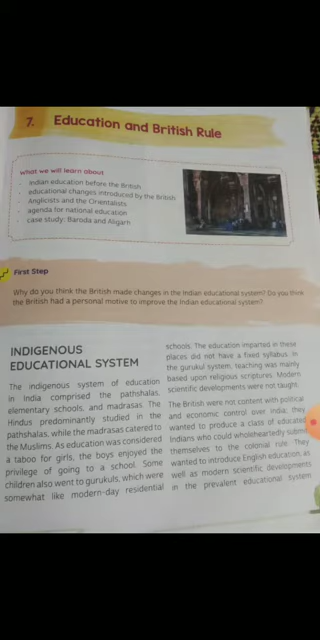 7. Education and British Rule
what we will learn about
- Indian education before the British
- educational changes introduced by the British
- Anglicists and the Orientalists
- agenda for national education
- case study: Baroda and Aligarh
First Step
Why do you think the British made changes in the Indian educational system? Do you think
the British had a personal motive to improve the Indian educational system?
INDIGENOUS
EDUCATIONAL SYSTEM
The indigenous system of education
in India comprised the pathshalas,
elementary schools, and madrasas. The
Hindus predominantly studied in the
pathshalas, while the madrasas catered to
the Muslims. As education was considered
a taboo for girls, the boys enjoyed the
privilege of going to a school. Some
children also went to gurukuls, which were
somewhat like modern-day residential
schools. The education imparted in these
places did not have a fixed syllabus. In
the gurukul system, teaching was mainly
based upon religious scriptures. Modern
scientific developments were not taught.
The British were not content with political
and economic control over India; they
wanted to produce a class of educated
Indians who could wholeheartedly submit
themselves to the colonial rule. They
wanted to introduce English education, as
well as modern scientific developments
in the prevalent educational system